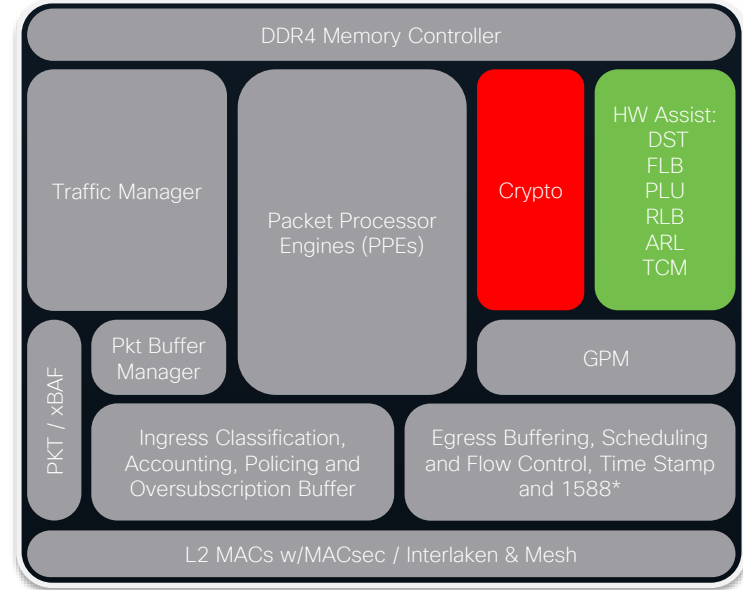 DDR4 Memory Controller
Traffic Manager
Packet Processor
Engines (PPEs)
Crypto
HW Assist:
DST
FLB
PLU
RLB
ARL
TCM
PKT / xBAF
Pkt Buffer
Manager
GPM
Ingress Classification,
Accounting, Policing and
Oversubscription Buffer
Egress Buffering, Scheduling
and Flow Control, Time Stamp
and 1588*
L2 MACs w/MACsec / Interlaken & Mesh